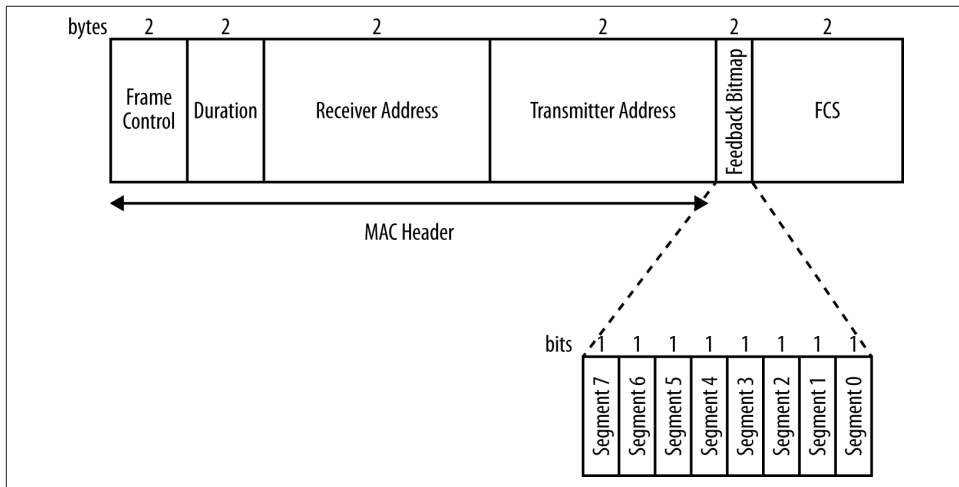 bytes 2 2 2 2 2 2
Frame Control Duration Receiver Address Transmitter Address Feedback Bitmap FCS
MAC Header
bits 1 1 1 1 1 1 1 1
Segment 7 Segment 6 Segment 5 Segment 4 Segment 3 Segment 2 Segment 1 Segment 0